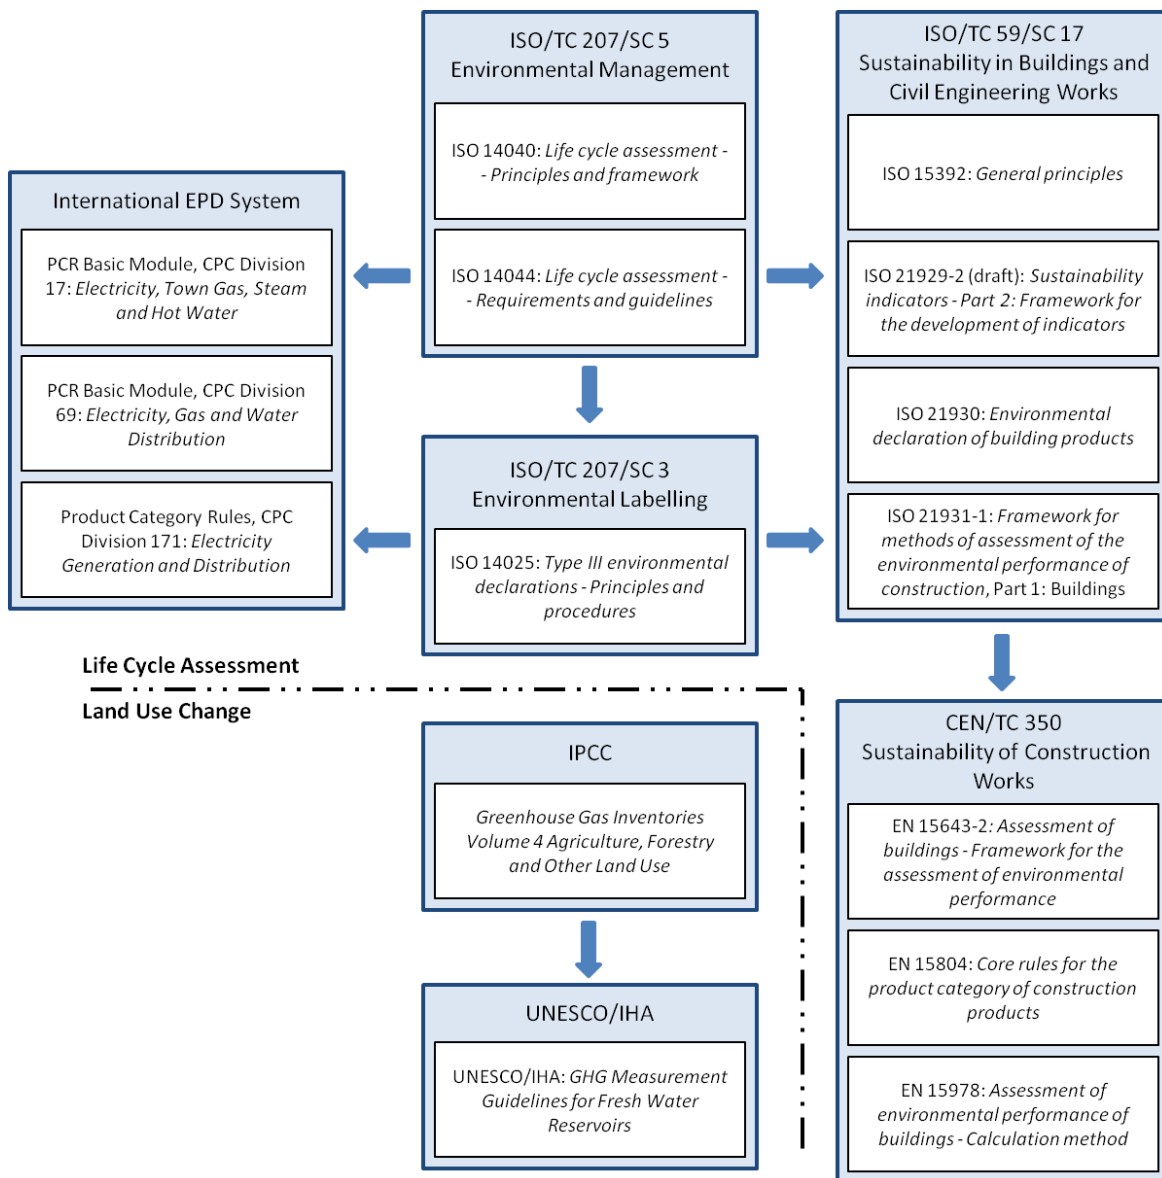 ISO/TC 207/SC 5
Environmental Management
ISO 14040: Life cycle assessment -
- Principles and framework
ISO 14044: Life cycle assessment -
- Requirements and guidelines
ISO/TC 59/SC 17
Sustainability in Buildings and
Civil Engineering Works
ISO 15392: General principles
ISO 21929-2 (draft): Sustainability
indicators - Part 2: Framework for
the development of indicators
ISO 21930: Environmental
declaration of building products
ISO 21931-1: Framework for
methods of assessment of the
environmental performance of
construction, Part 1: Buildings
International EPD System
PCR Basic Module, CPC Division
17: Electricity, Town Gas, Steam
and Hot Water
PCR Basic Module, CPC Division
69: Electricity, Gas and Water
Distribution
Product Category Rules, CPC
Division 171: Electricity
Generation and Distribution
ISO/TC 207/SC 3
Environmental Labelling
ISO 14025: Type III environmental
declarations - Principles and
procedures
Life Cycle Assessment
Land Use Change
IPCC
Greenhouse Gas Inventories
Volume 4 Agriculture, Forestry
and Other Land Use
UNESCO/IHA
UNESCO/IHA: GHG Measurement
Guidelines for Fresh Water
Reservoirs
CEN/TC 350
Sustainability of Construction
Works
EN 15643-2: Assessment of
buildings - Framework for the
assessment of environmental
performance
EN 15804: Core rules for the
product category of construction
products
EN 15978: Assessment of
environmental performance of
buildings - Calculation method